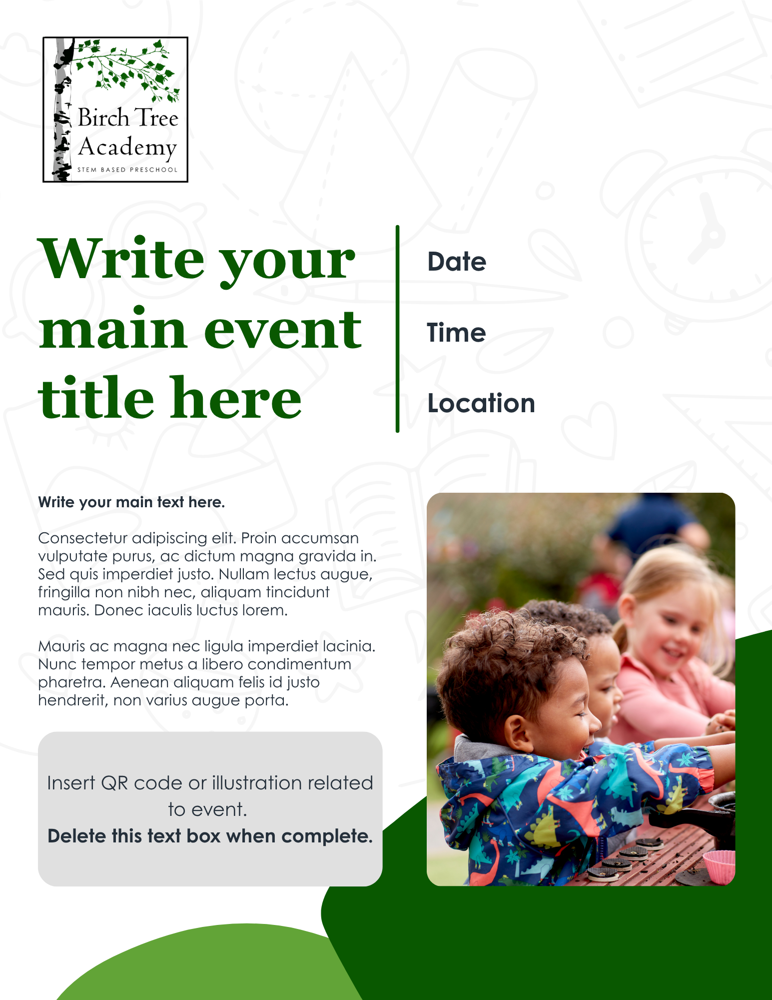 Birch Tree
Academy
STEM BASED PRESCHOOL
Write your
main event
title here
Date
Time
Location
Write your main text here.
Consectetur adipiscing elit. Proin accumsan
vulputate purus, ac dictum magna gravida in.
Sed quis imperdiet justo. Nullam lectus augue,
fringilla non nibh nec, aliquam tincidunt
mauris. Donec iaculis luctus lorem.
Mauris ac magna nec ligula imperdiet lacinia.
Nunc tempor metus a libero condimentum
pharetra. Aenean aliquam felis id justo
hendrerit, non varius augue porta.
Insert QR code or illustration related
to event.
Delete this text box when complete.